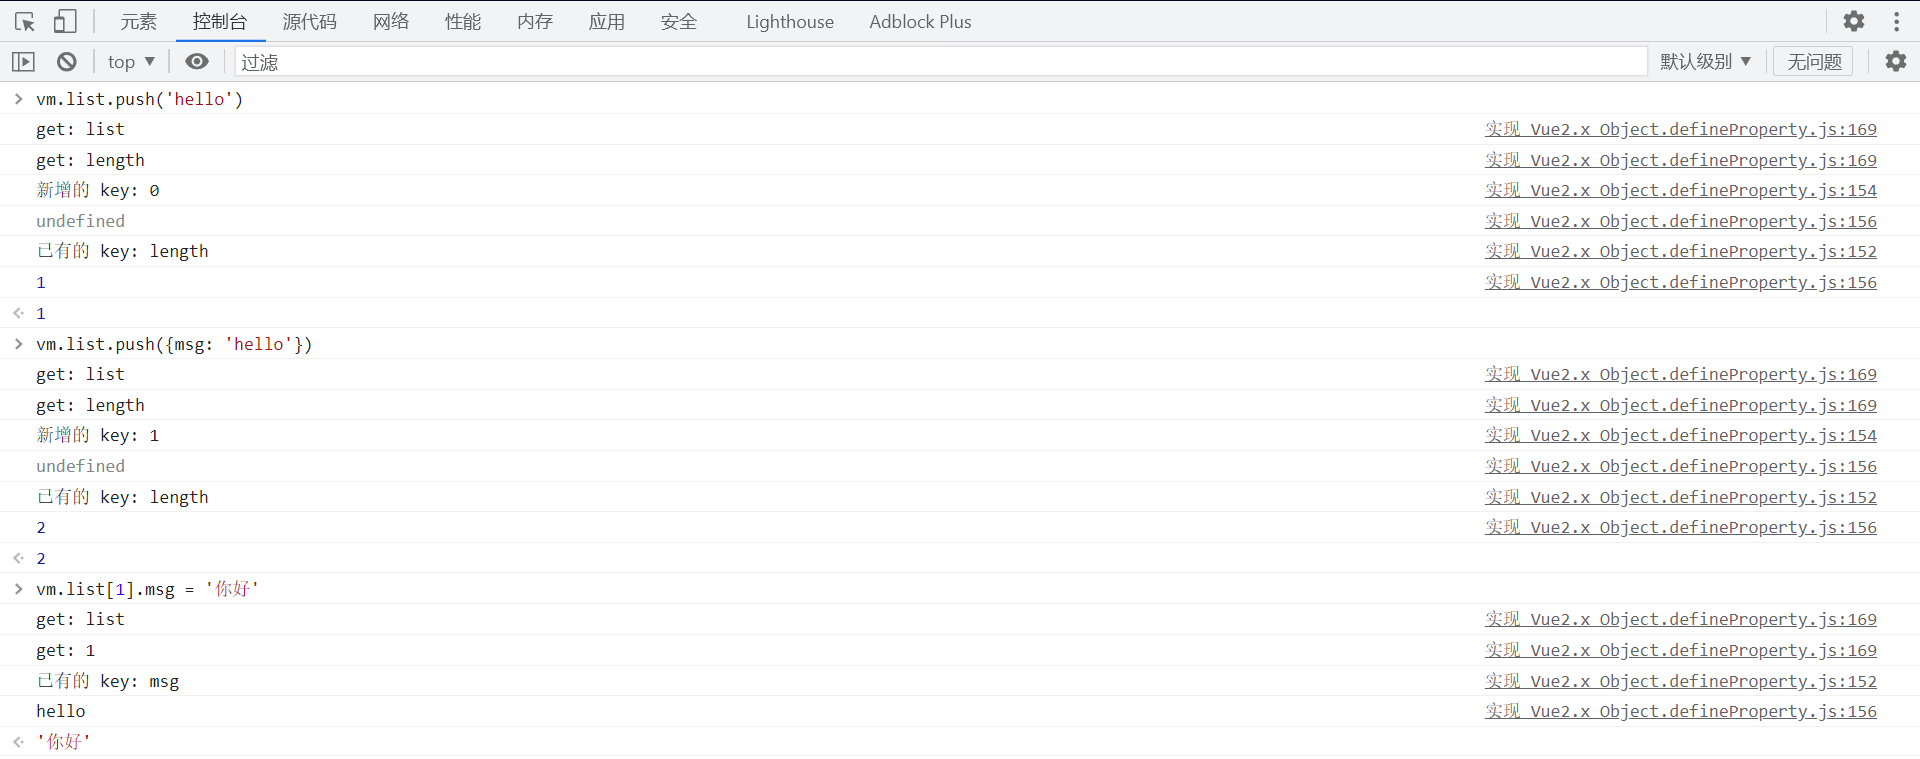 元素 控制台 源代码 网络 性能 内存 应用 安全 Lighthouse Adblock Plus
top ▼ 过滤 默认级别 ▼ 无问题
> vm.list.push('hello')
get: list 实现 Vue2.x Object.defineProperty.js:169
get: length 实现 Vue2.x Object.defineProperty.js:169
新增的 key: 0 实现 Vue2.x Object.defineProperty.js:154
undefined 实现 Vue2.x Object.defineProperty.js:156
已有的 key: length 实现 Vue2.x Object.defineProperty.js:152
1 实现 Vue2.x Object.defineProperty.js:156
1
> vm.list.push({msg: 'hello'})
get: list 实现 Vue2.x Object.defineProperty.js:169
get: length 实现 Vue2.x Object.defineProperty.js:169
新增的 key: 1 实现 Vue2.x Object.defineProperty.js:154
undefined 实现 Vue2.x Object.defineProperty.js:156
已有的 key: length 实现 Vue2.x Object.defineProperty.js:152
2 实现 Vue2.x Object.defineProperty.js:156
2
> vm.list[1].msg = '你好'
get: list 实现 Vue2.x Object.defineProperty.js:169
get: 1 实现 Vue2.x Object.defineProperty.js:169
已有的 key: msg 实现 Vue2.x Object.defineProperty.js:152
hello 实现 Vue2.x Object.defineProperty.js:156
'你好'